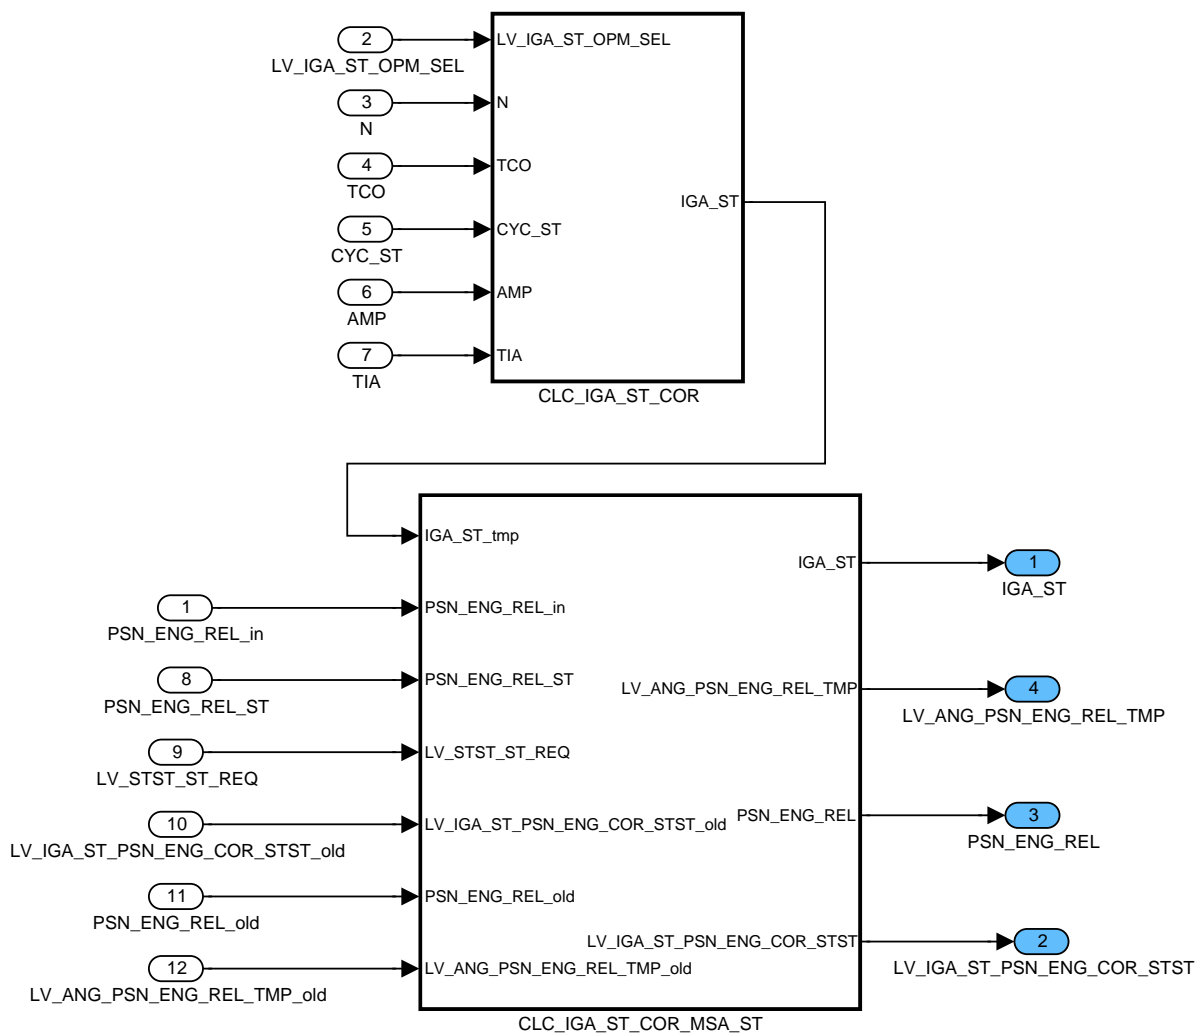 2
LV_IGA_ST_OPM_SEL
LV_IGA_ST_OPM_SEL
3
N
N
4
TCO
TCO
IGA_ST
5
CYC_ST
CYC_ST
6
AMP
AMP
7
TIA
TIA
CLC_IGA_ST_COR
IGA_ST_tmp
IGA_ST
1
IGA_ST
1
PSN_ENG_REL_in
PSN_ENG_REL_in
8
PSN_ENG_REL_ST
PSN_ENG_REL_ST
LV_ANG_PSN_ENG_REL_TMP
4
LV_ANG_PSN_ENG_REL_TMP
9
LV_STST_ST_REQ
LV_STST_ST_REQ
10
LV_IGA_ST_PSN_ENG_COR_STST_old
LV_IGA_ST_PSN_ENG_COR_STST_old
PSN_ENG_REL
3
PSN_ENG_REL
11
PSN_ENG_REL_old
PSN_ENG_REL_old
LV_IGA_ST_PSN_ENG_COR_STST
2
LV_IGA_ST_PSN_ENG_COR_STST
12
LV_ANG_PSN_ENG_REL_TMP_old
LV_ANG_PSN_ENG_REL_TMP_old
CLC_IGA_ST_COR_MSA_ST